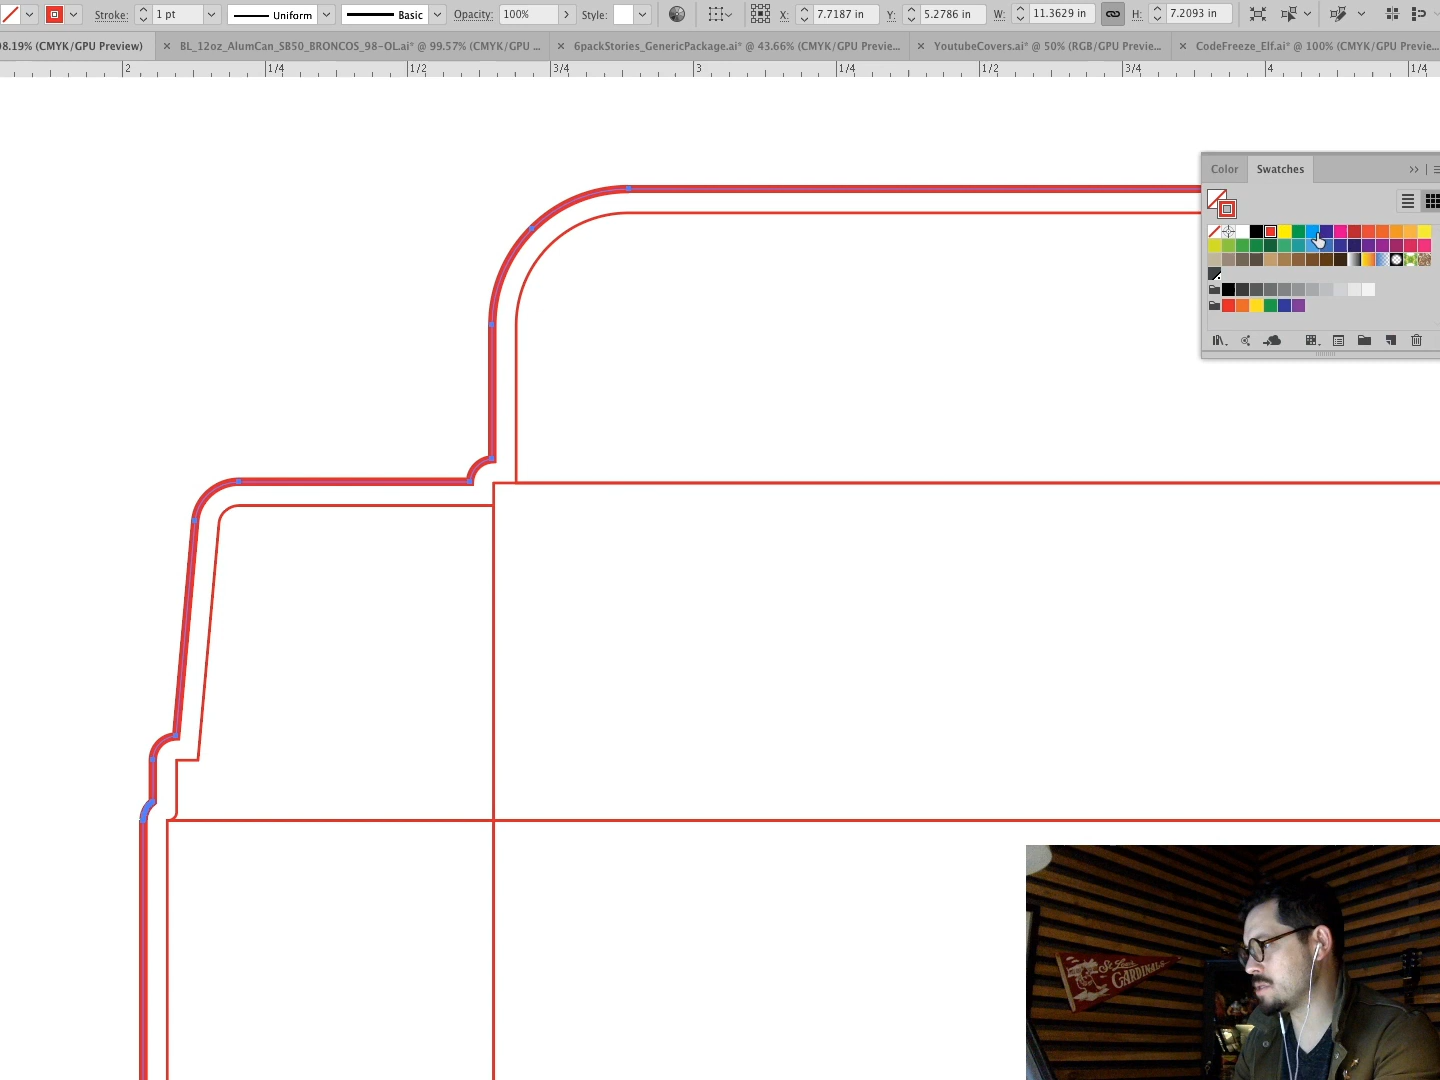 Stroke: 1 pt Uniform Basic Opacity: 100% Style: X: 7.7187 in Y: 5.2786 in W: 11.3629 in H: 7.2093 in
8.19% (CMYK/GPU Preview) × BL_12oz_AlumCan_SB50_BRONCOS_98-OL.ai* @ 99.57% (CMYK/GPU ... × 6packStories_GenericPackage.ai* @ 43.66% (CMYK/GPU Previe... × YoutubeCovers.ai* @ 50% (RGB/GPU Previe... × CodeFreeze_Elf.ai* @ 100% (CMYK/GPU Previe...
2 1/4 1/2 3/4 3 1/4 1/2 3/4 4 1/4
Color Swatches
St. Louis
CARDINALS